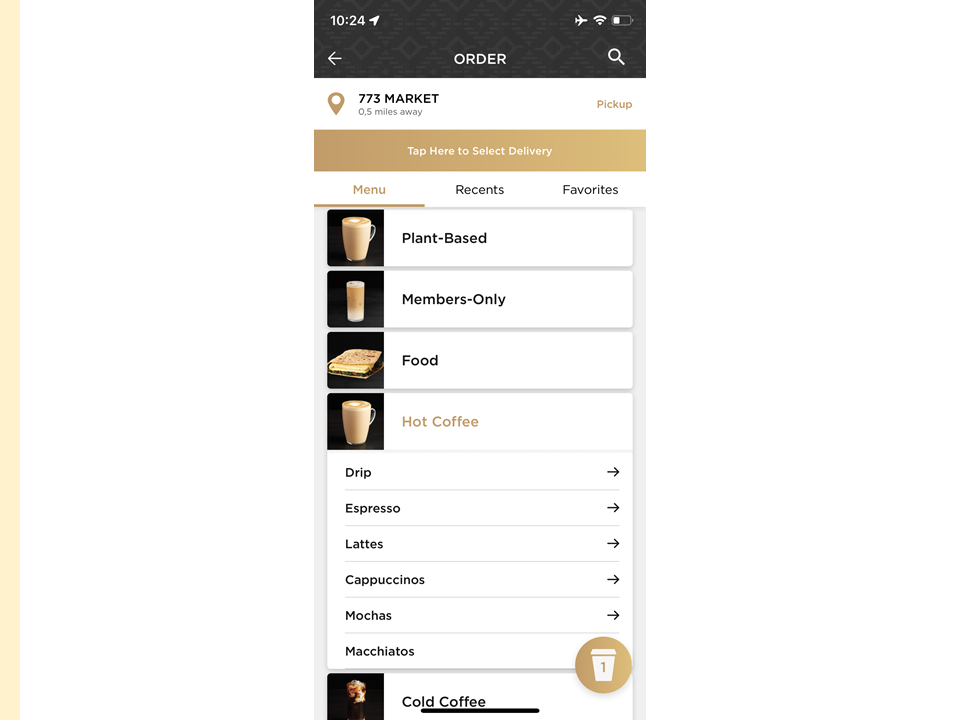 10:24
ORDER
773 MARKET
0,5 miles away
Pickup
Tap Here to Select Delivery
Menu
Recents
Favorites
Plant-Based
Members-Only
Food
Hot Coffee
Drip
Espresso
Lattes
Cappuccinos
Mochas
Macchiatos
1
Cold Coffee